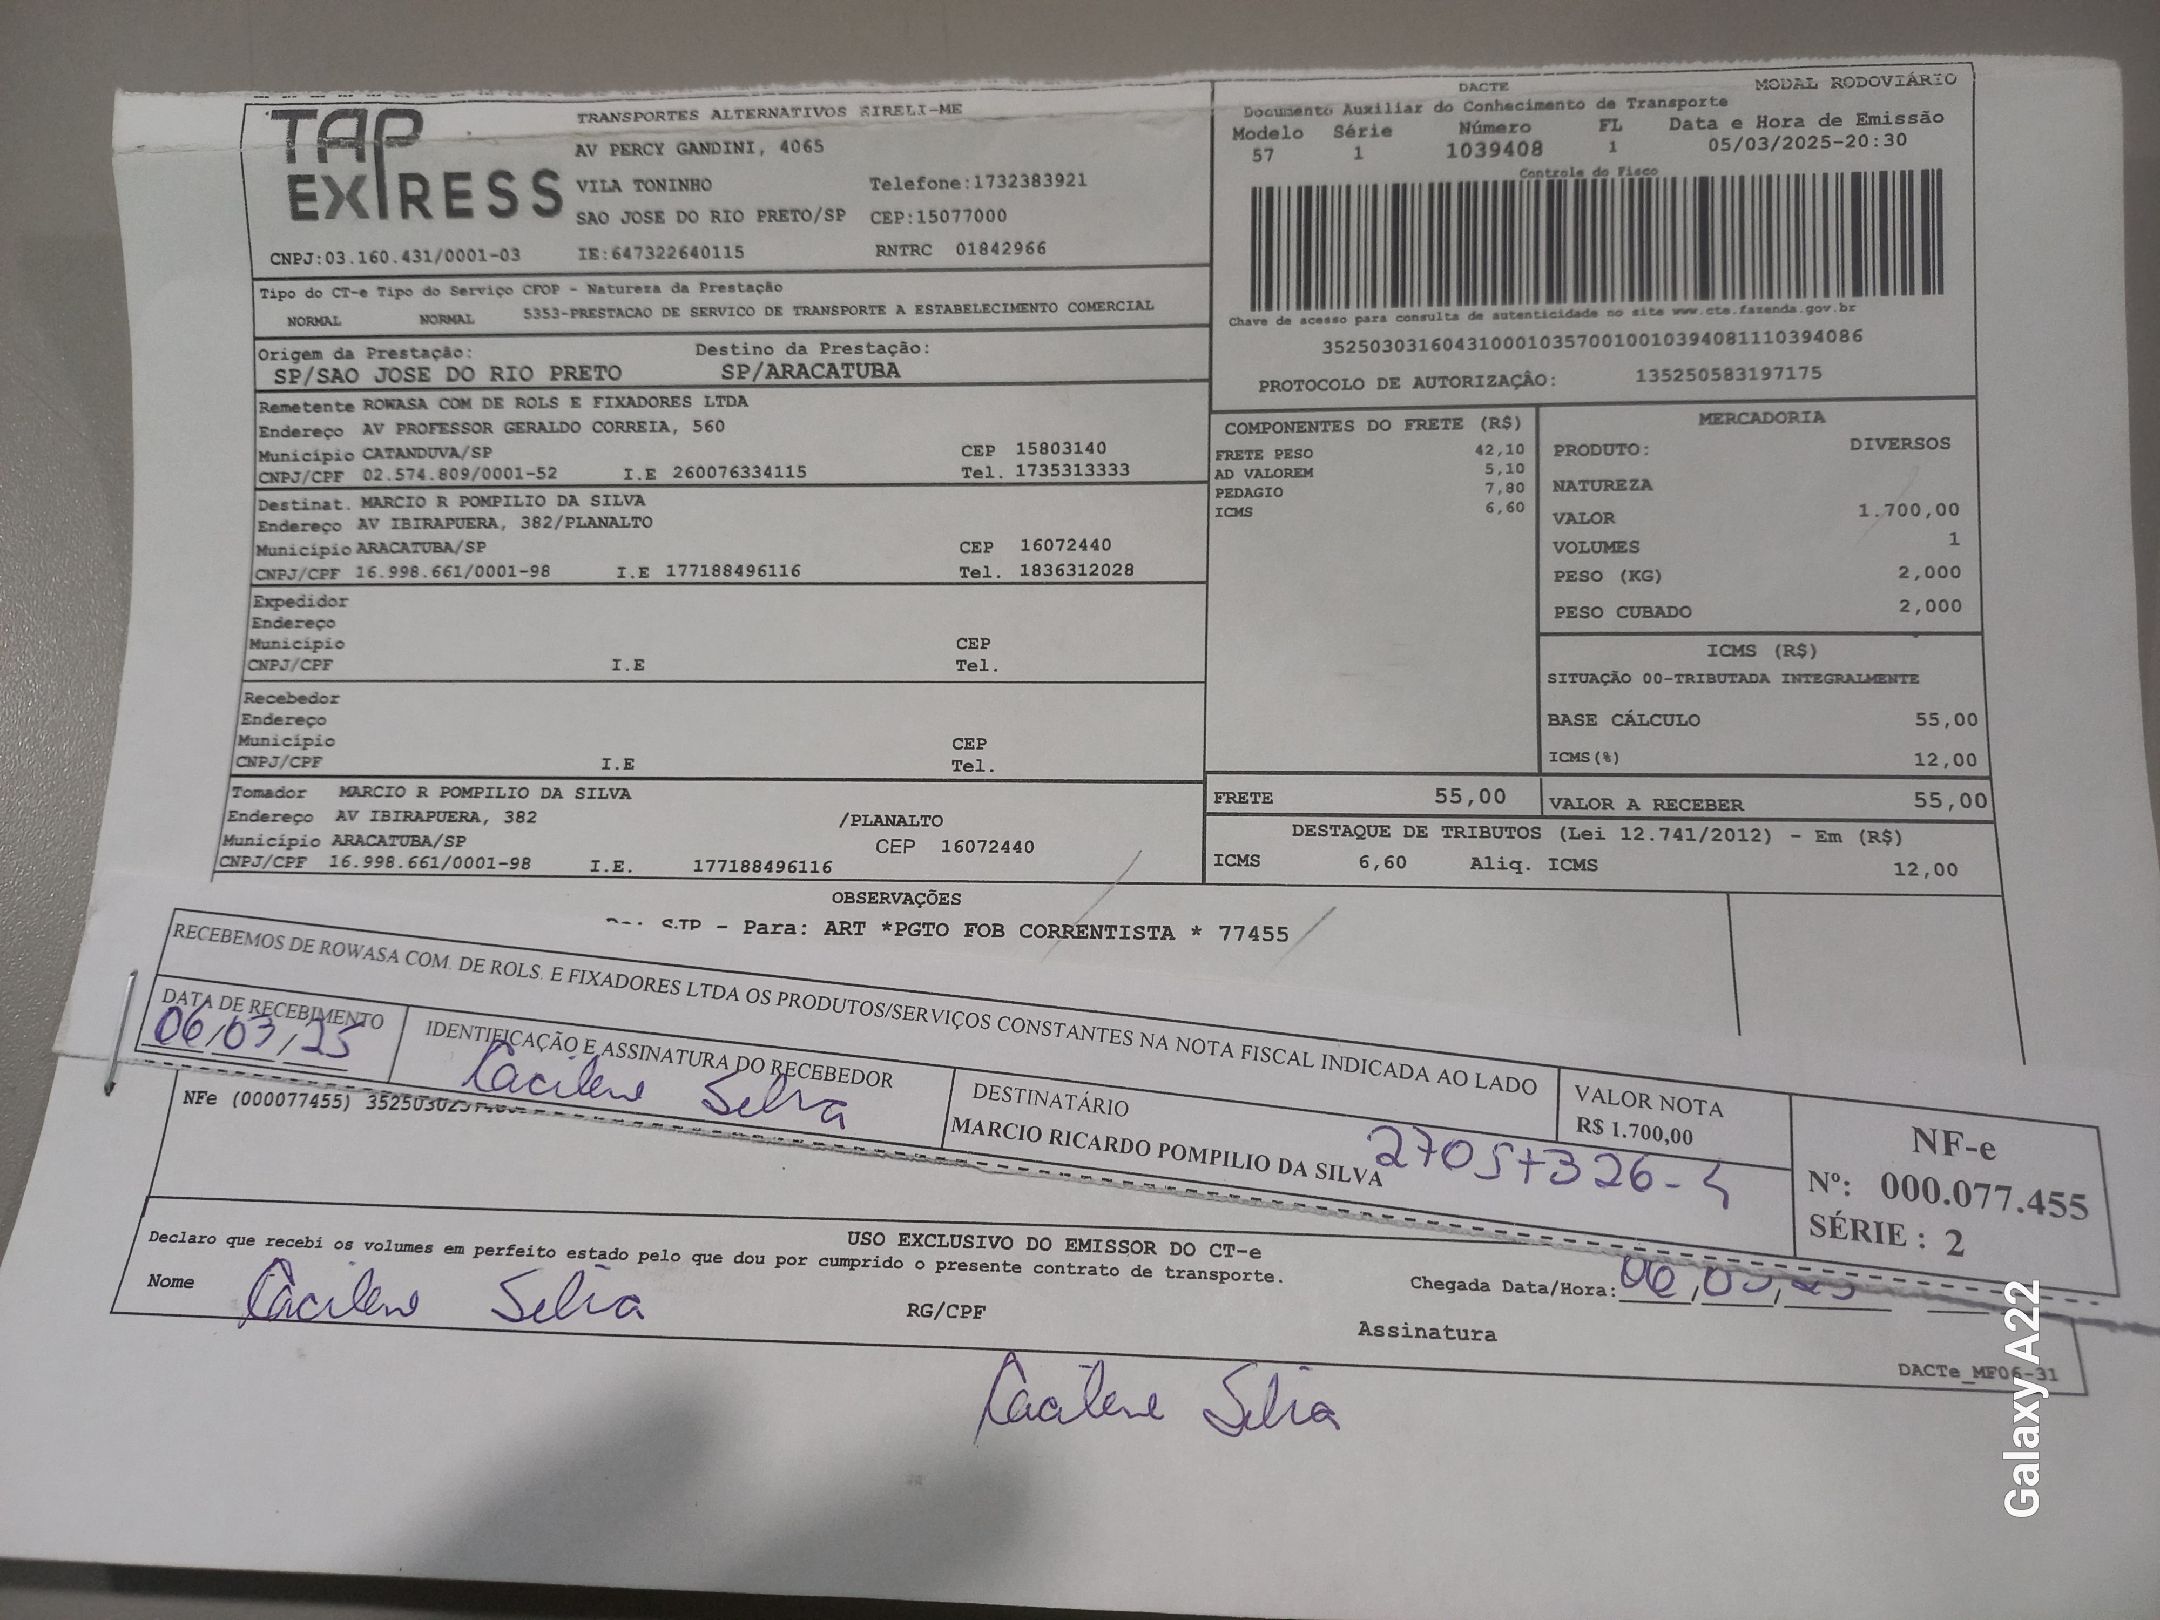 TAP EXPRESS
TRANSPORTES ALTERNATIVOS EIRELI-ME
AV PERCY GANDINI, 4065
VILA TONINHO Telefone:1732383921
SAO JOSE DO RIO PRETO/SP CEP:15077000
CNPJ:03.160.431/0001-03 IE:647322640115 RNTRC 01842966
DACTE MODAL RODOVIÁRIO
Documento Auxiliar do Conhecimento de Transporte
Modelo Série Número FL Data e Hora de Emissão
57 1 1039408 1 05/03/2025-20:30
Controle do Fisco
Chave de acesso para consulta de autenticidade no site www.cte.fazenda.gov.br
35250303160431000103570010010394081110394086
PROTOCOLO DE AUTORIZAÇÂO: 135250583197175
Tipo do CT-e Tipo do Serviço CFOP - Natureza da Prestação
NORMAL NORMAL 5353-PRESTACAO DE SERVICO DE TRANSPORTE A ESTABELECIMENTO COMERCIAL
Origem da Prestação: Destino da Prestação:
SP/SAO JOSE DO RIO PRETO SP/ARACATUBA
Remetente ROWASA COM DE ROLS E FIXADORES LTDA
Endereço AV PROFESSOR GERALDO CORREIA, 560
Município CATANDUVA/SP CEP 15803140
CNPJ/CPF 02.574.809/0001-52 I.E 260076334115 Tel. 1735313333
Destinat. MARCIO R POMPILIO DA SILVA
Endereço AV IBIRAPUERA, 382/PLANALTO
Município ARACATUBA/SP CEP 16072440
CNPJ/CPF 16.998.661/0001-98 I.E 177188496116 Tel. 1836312028
Expedidor
Endereço
Município CEP
CNPJ/CPF I.E Tel.
Recebedor
Endereço
Município CEP
CNPJ/CPF I.E Tel.
Tomador MARCIO R POMPILIO DA SILVA
Endereço AV IBIRAPUERA, 382 /PLANALTO
Município ARACATUBA/SP CEP 16072440
CNPJ/CPF 16.998.661/0001-98 I.E. 177188496116
COMPONENTES DO FRETE (R$)
FRETE PESO 42,10
AD VALOREM 5,10
PEDAGIO 7,80
ICMS 6,60
MERCADORIA
PRODUTO: DIVERSOS
NATUREZA
VALOR 1.700,00
VOLUMES 1
PESO (KG) 2,000
PESO CUBADO 2,000
ICMS (R$)
SITUAÇÃO 00-TRIBUTADA INTEGRALMENTE
BASE CÁLCULO 55,00
ICMS(%) 12,00
FRETE 55,00 VALOR A RECEBER 55,00
DESTAQUE DE TRIBUTOS (Lei 12.741/2012) - Em (R$)
ICMS 6,60 Aliq. ICMS 12,00
OBSERVAÇÕES
- Para: ART *PGTO FOB CORRENTISTA * 77455
RECEBEMOS DE ROWASA COM. DE ROLS. E FIXADORES LTDA OS PRODUTOS/SERVIÇOS CONSTANTES NA NOTA FISCAL INDICADA AO LADO
DATA DE RECEBIMENTO
06/03/25
IDENTIFICAÇÃO E ASSINATURA DO RECEBEDOR
Cacilene Silva
DESTINATÁRIO
MARCIO RICARDO POMPILIO DA SILVA
VALOR NOTA
R$ 1.700,00
NF-e
Nº: 000.077.455
SÉRIE : 2
NFe (000077455)
USO EXCLUSIVO DO EMISSOR DO CT-e
Declaro que recebi os volumes em perfeito estado pelo que dou por cumprido o presente contrato de transporte.
Nome Cacilene Silva RG/CPF Chegada Data/Hora:
Assinatura
Cacilene Silva
DACTe_MF06-31
Galaxy A22